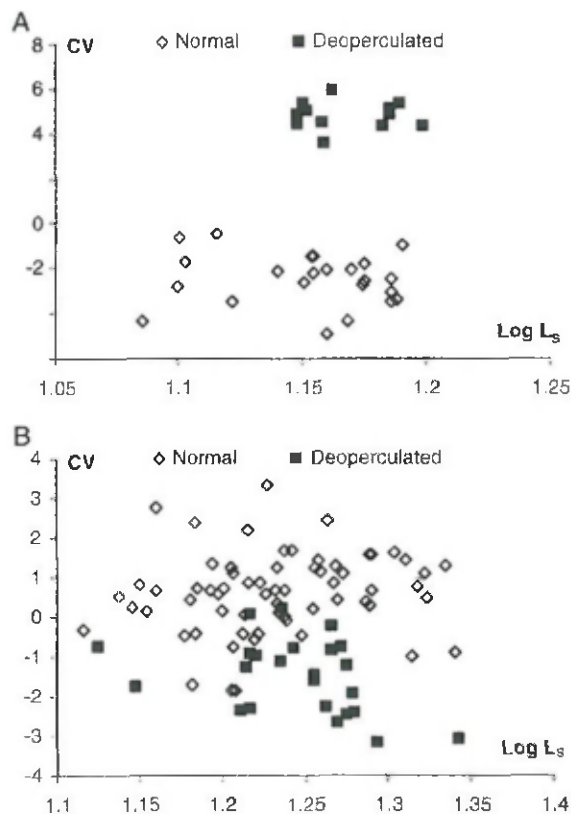 A
CV ◇ Normal ■ Deoperculated
8
6
4
2
0
-2
Log Ls
1.05 1.1 1.15 1.2 1.25
B
CV ◇ Normal ■ Deoperculated
4
3
2
1
0
-1
-2
-3
-4
Log Ls
1.1 1.15 1.2 1.25 1.3 1.35 1.4